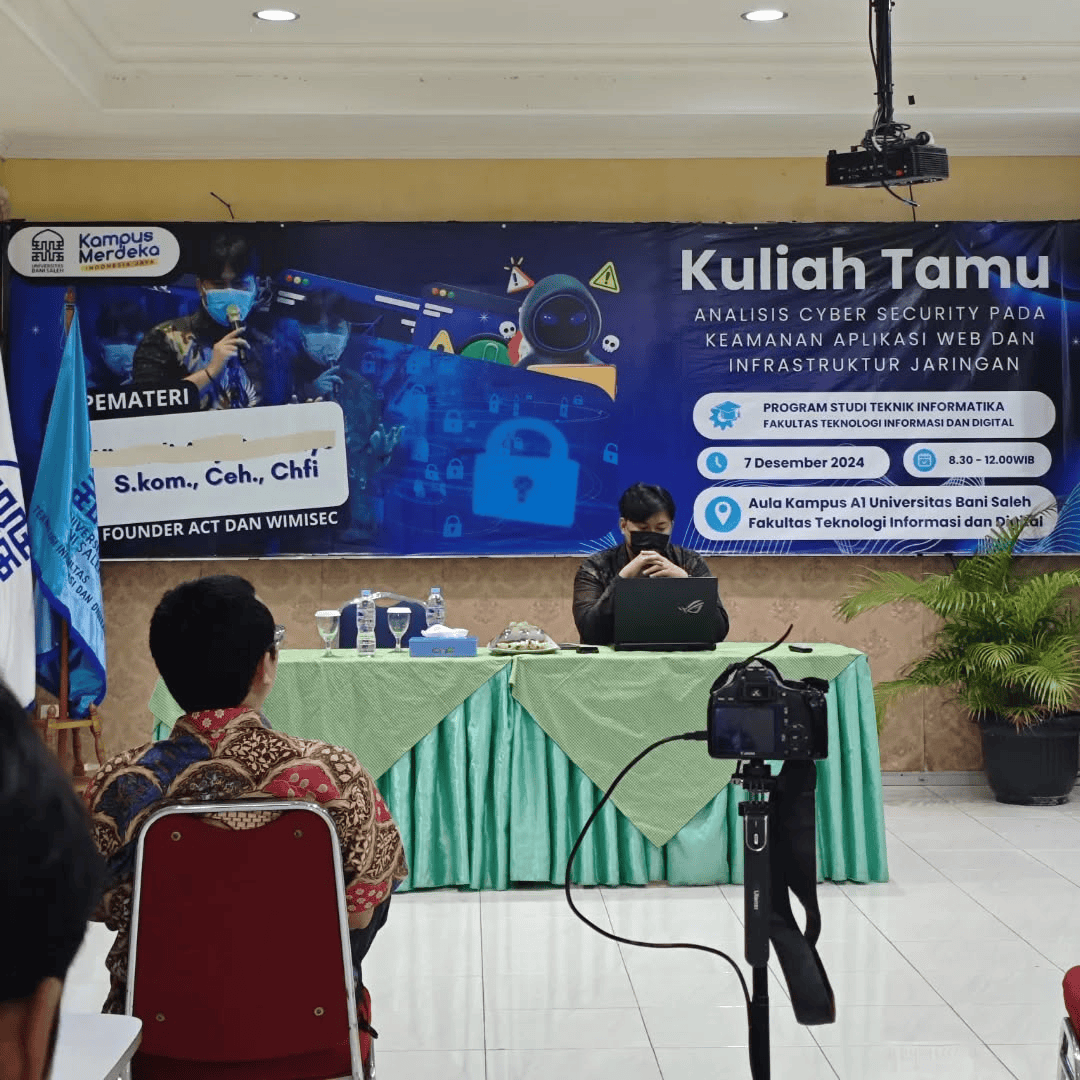 UNIVERSITAS
BANI SALEH
Kampus
Merdeka
INDONESIA JAYA
PEMATERI
S.kom., Ceh., Chfi
FOUNDER ACT DAN WIMISEC
Kuliah Tamu
ANALISIS CYBER SECURITY PADA
KEAMANAN APLIKASI WEB DAN
INFRASTRUKTUR JARINGAN
PROGRAM STUDI TEKNIK INFORMATIKA
FAKULTAS TEKNOLOGI INFORMASI DAN DIGITAL
7 Desember 2024
8.30 - 12.00WIB
Aula Kampus A1 Universitas Bani Saleh
Fakultas Teknologi Informasi dan Digital
Canon